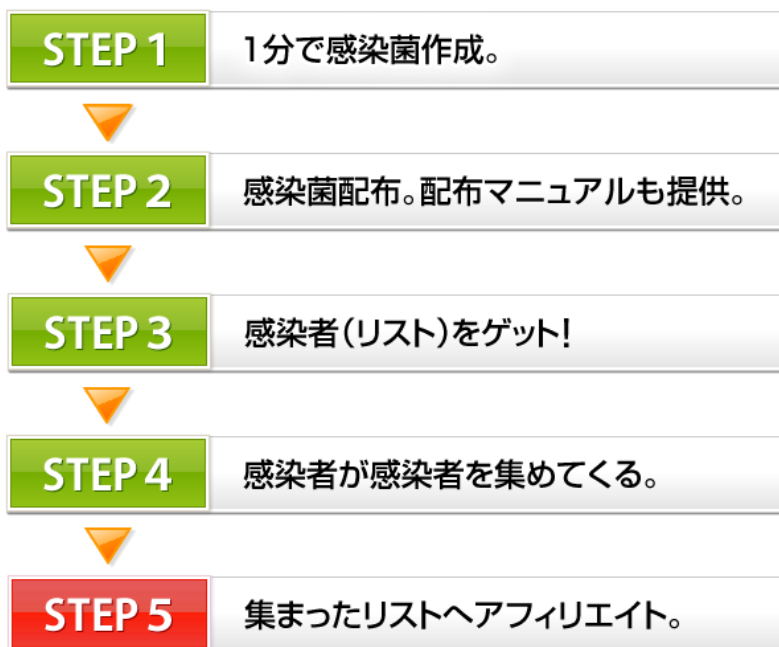 STEP 1 1分で感染菌作成。
STEP 2 感染菌配布。配布マニュアルも提供。
STEP 3 感染者(リスト)をゲット!
STEP 4 感染者が感染者を集めてくる。
STEP 5 集まったリストへアフィリエイト。